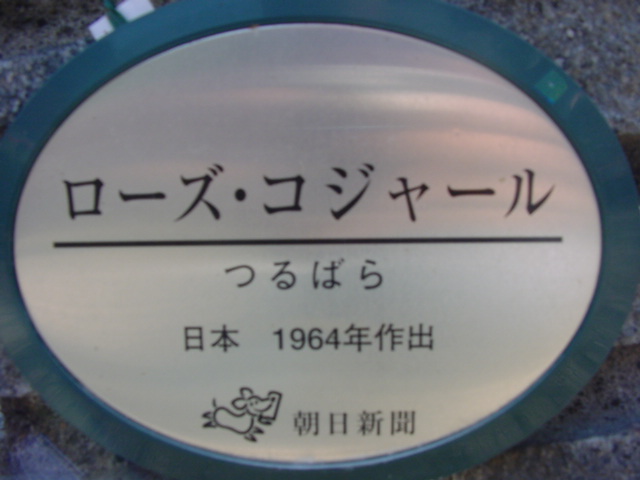 ローズ・コジャール
つるばら
日本　1964年作出
朝日新聞